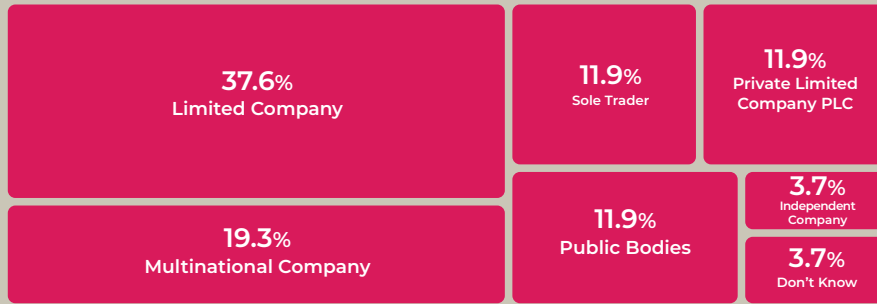 37.6%
Limited Company
19.3%
Multinational Company
11.9%
Sole Trader
11.9%
Private Limited
Company PLC
11.9%
Public Bodies
3.7%
Independent
Company
3.7%
Don’t Know